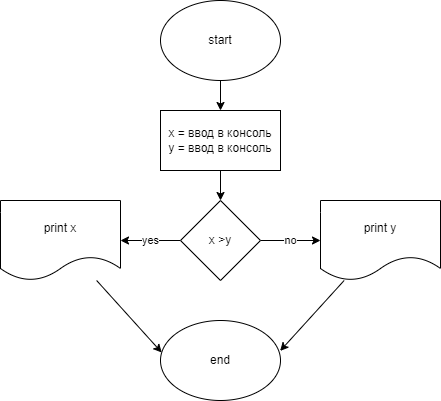 start
x = ввод в консоль
y = ввод в консоль
print x
yes
x >y
no
print y
end